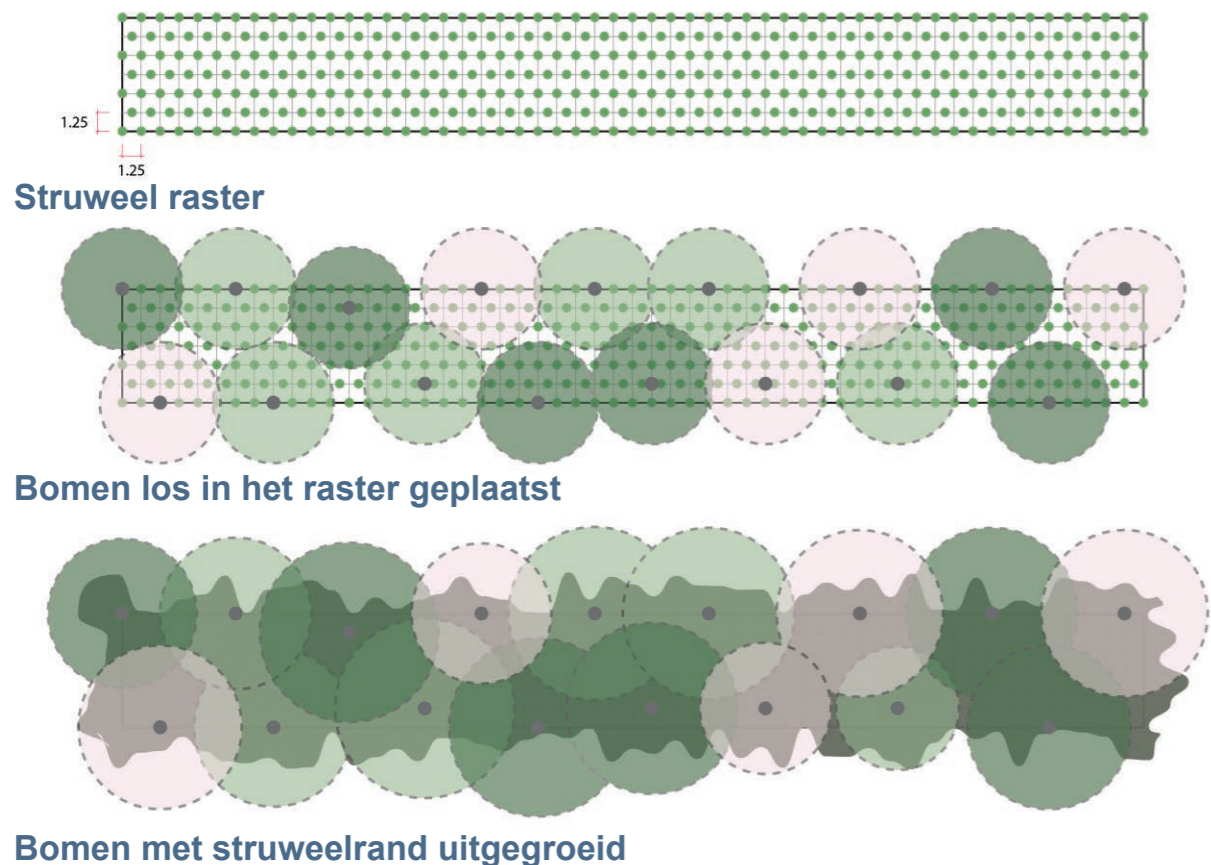 1.25
1.25
Struweel raster
Bomen los in het raster geplaatst
Bomen met struweelrand uitgegroeid